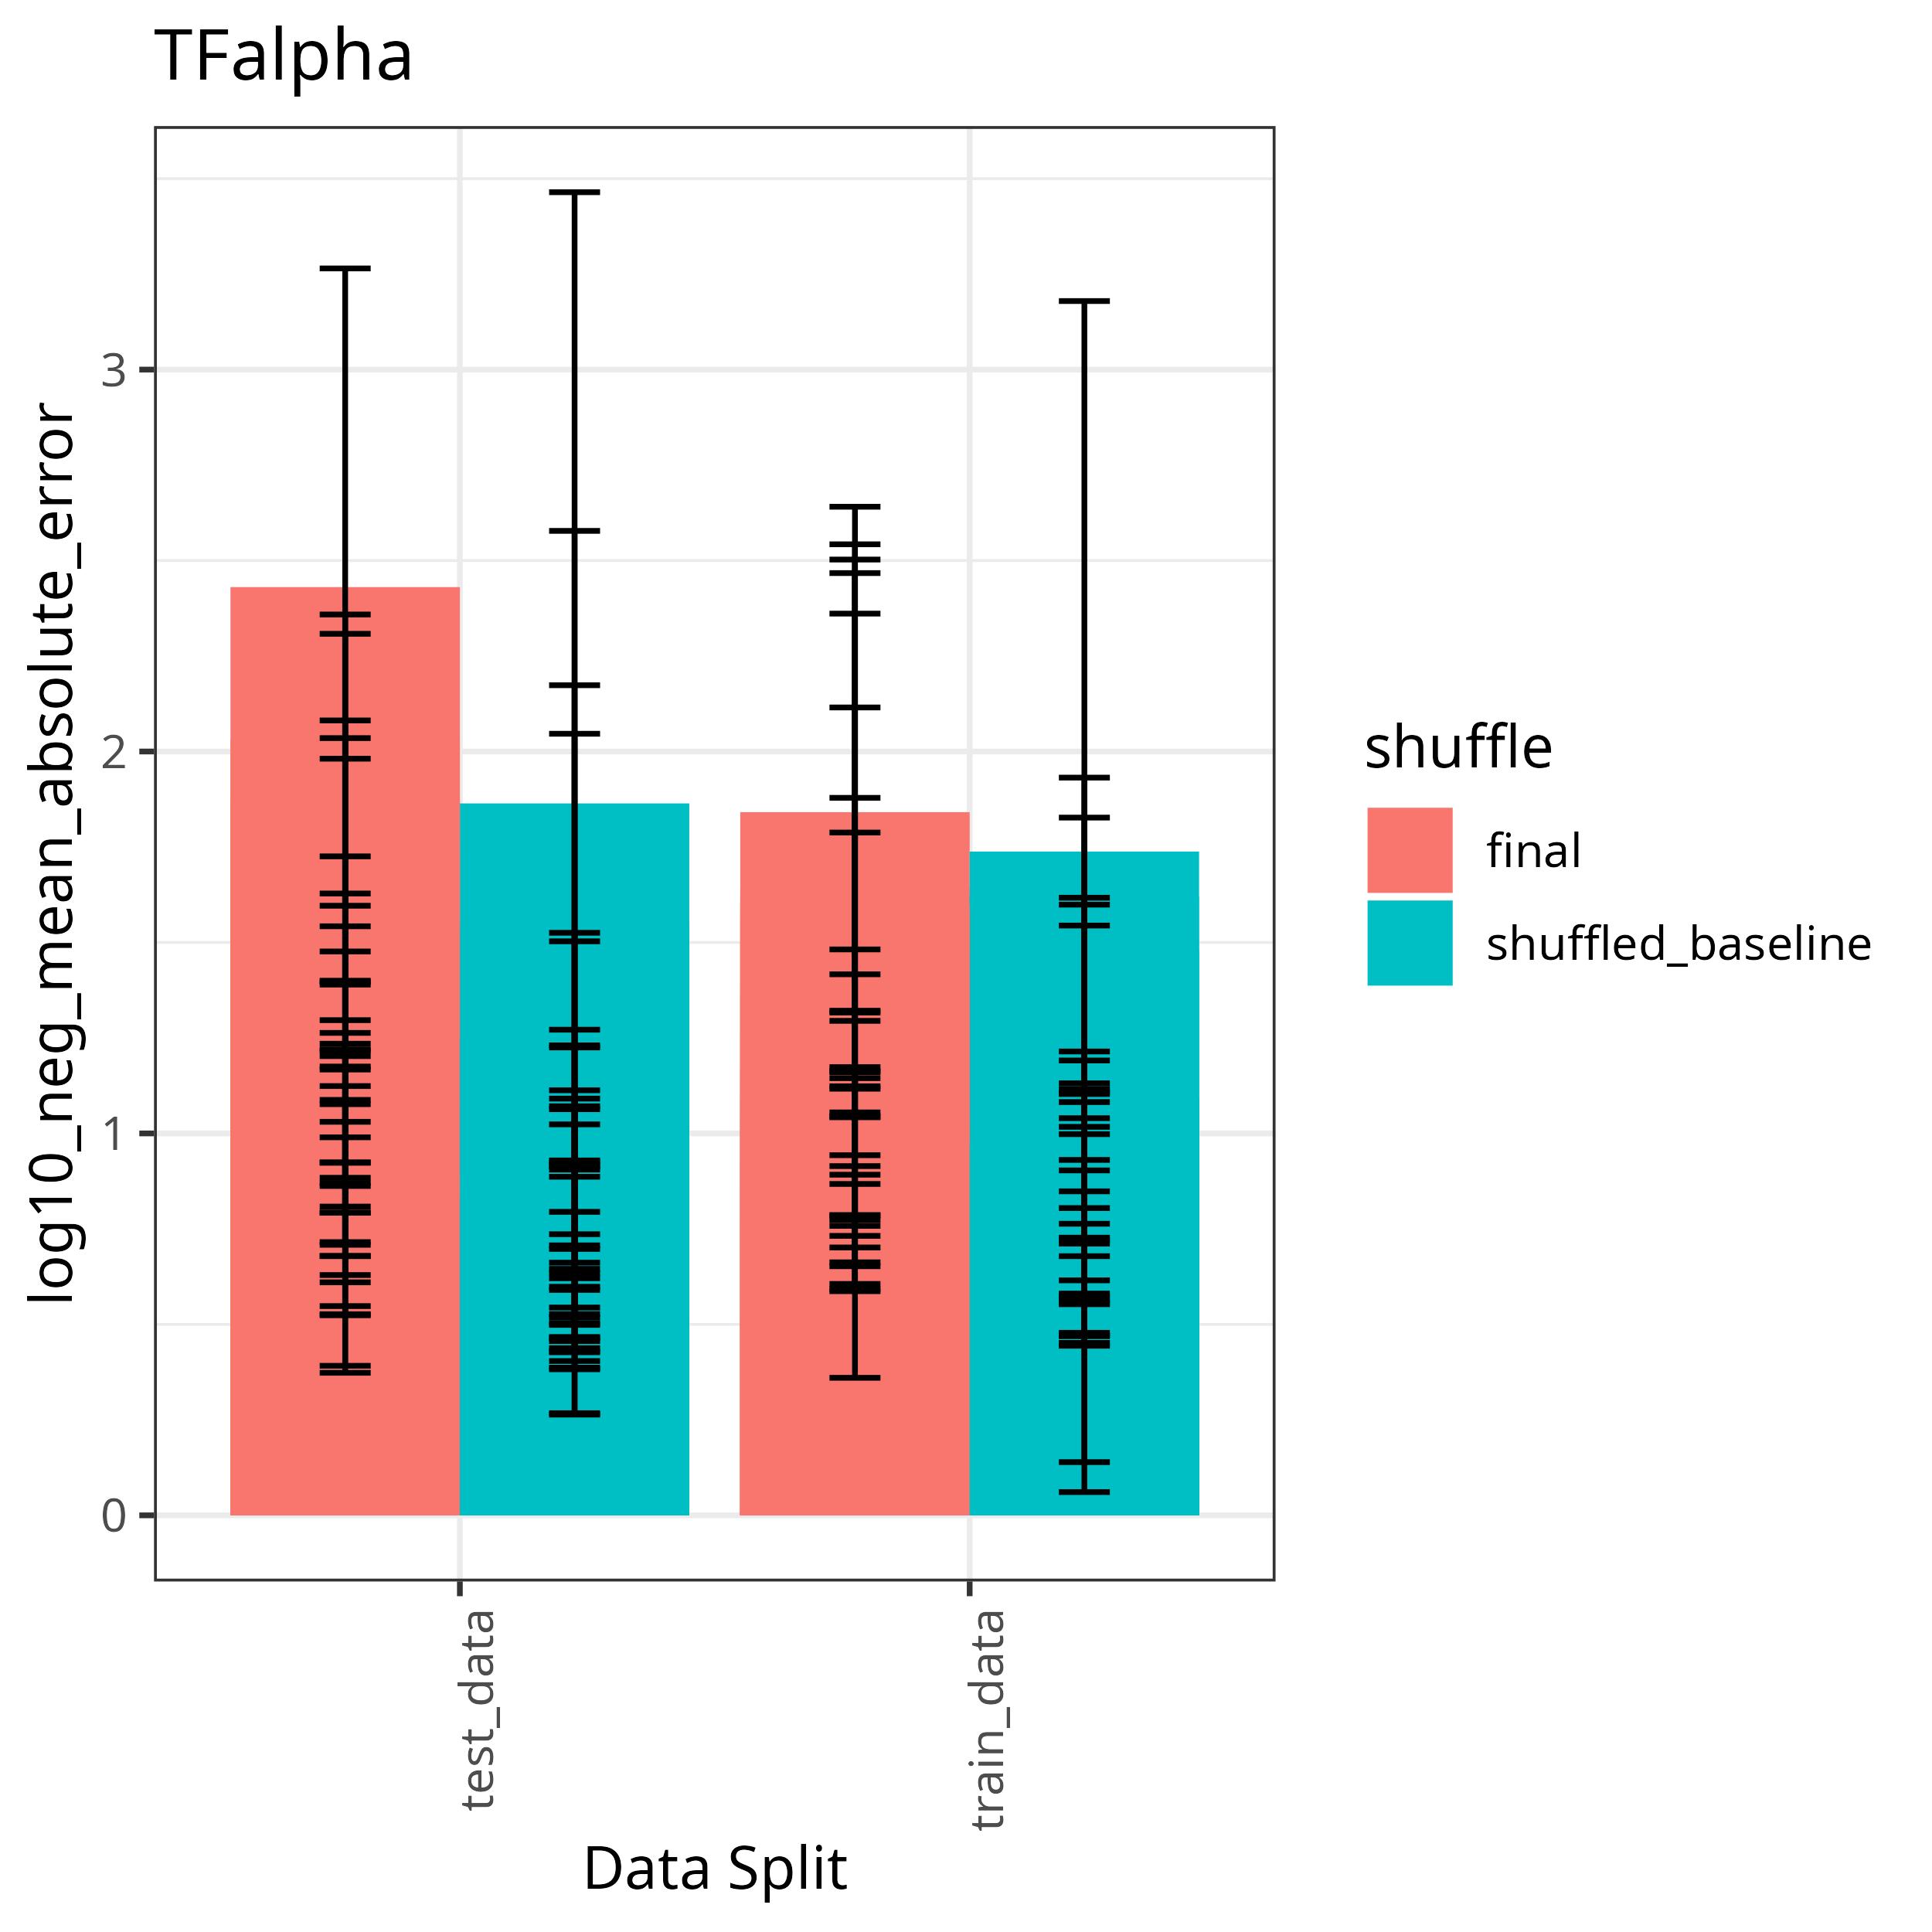 TFalpha
log10_neg_mean_absolute_error
3
2
1
0
test_data
train_data
Data Split
shuffle
final
shuffled_baseline